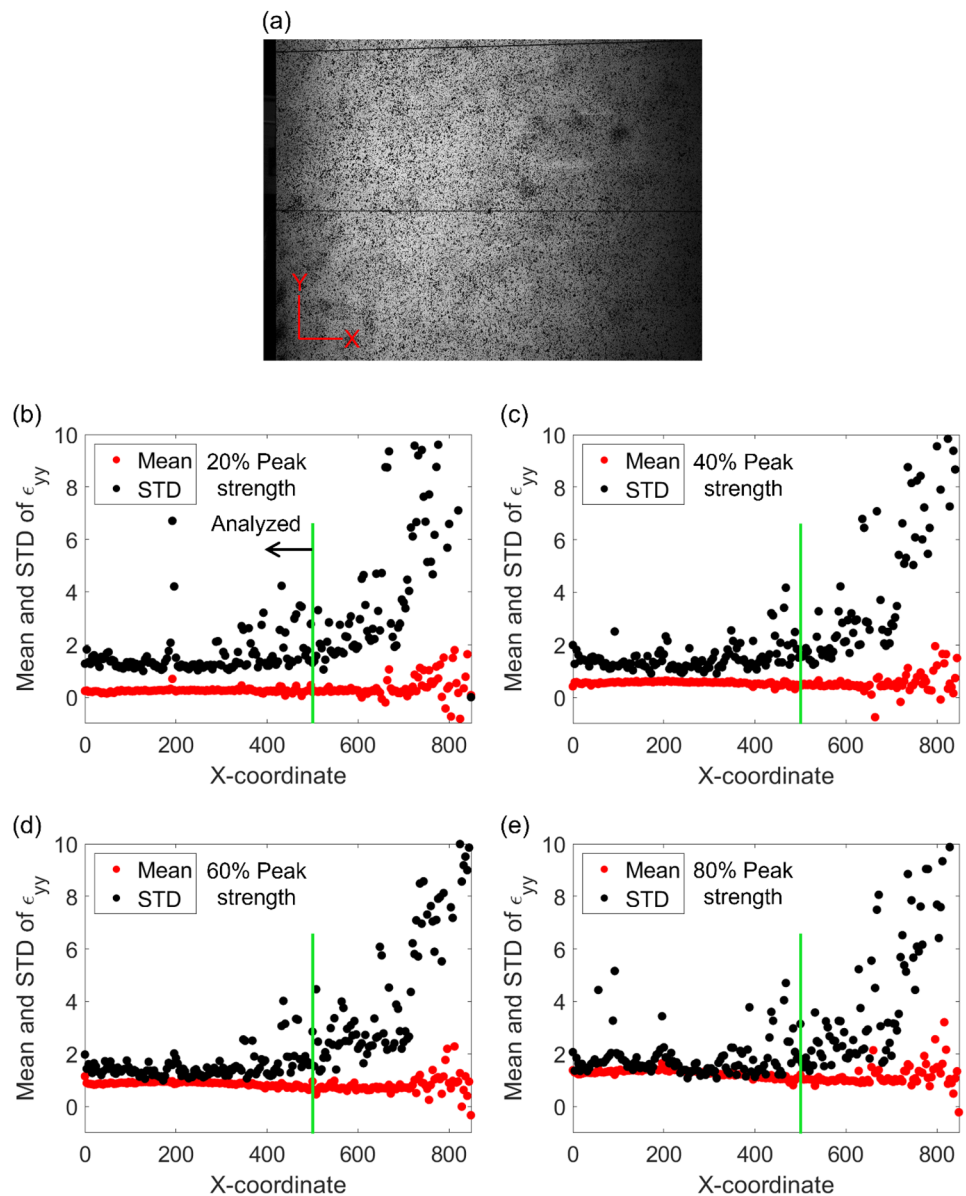 (a)
Y
X
(b)
10
8
6
4
2
0
Mean and STD of ϵyy
Mean
STD
20% Peak
strength
Analyzed
0 200 400 600 800
X-coordinate
(c)
10
8
6
4
2
0
Mean and STD of ϵyy
Mean
STD
40% Peak
strength
0 200 400 600 800
X-coordinate
(d)
10
8
6
4
2
0
Mean and STD of ϵyy
Mean
STD
60% Peak
strength
0 200 400 600 800
X-coordinate
(e)
10
8
6
4
2
0
Mean and STD of ϵyy
Mean
STD
80% Peak
strength
0 200 400 600 800
X-coordinate